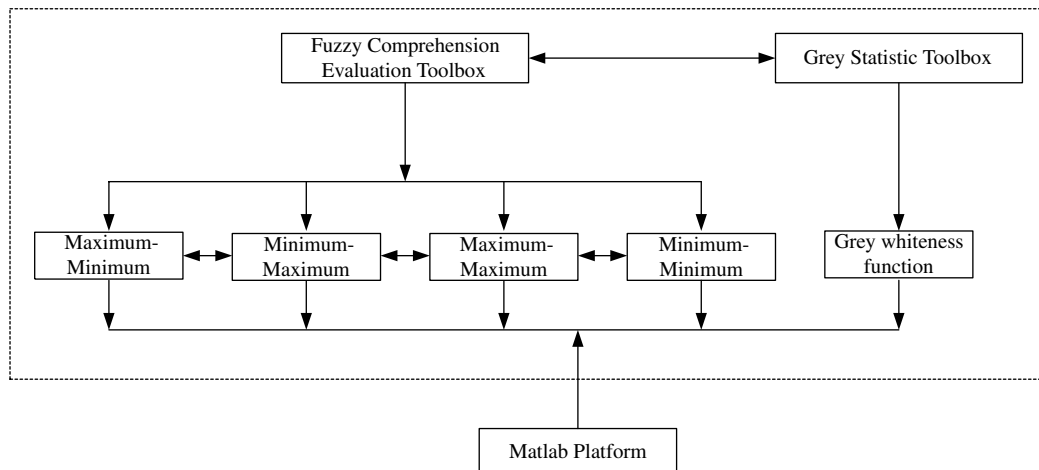 Fuzzy Comprehension
Evaluation Toolbox
Grey Statistic Toolbox
Maximum-
Minimum
Minimum-
Maximum
Maximum-
Maximum
Minimum-
Minimum
Grey whiteness
function
Matlab Platform